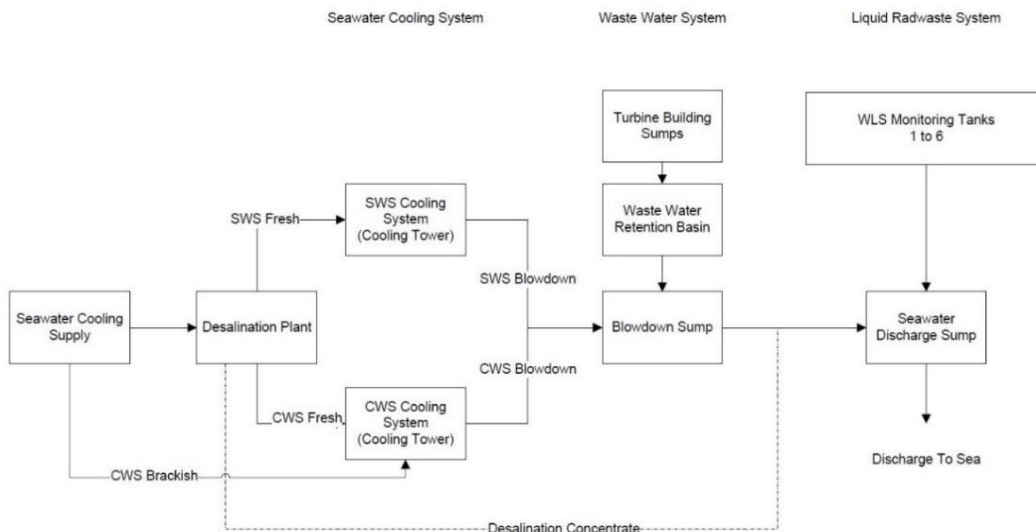 Seawater Cooling System
Waste Water System
Liquid Radwaste System
Turbine Building
Sumps
WLS Monitoring Tanks
1 to 6
SWS Fresh
SWS Cooling
System
(Cooling Tower)
Waste Water
Retention Basin
SWS Blowdown
Seawater Cooling
Supply
Desalination Plant
Blowdown Sump
Seawater
Discharge Sump
CWS Blowdown
CWS Fresh
CWS Cooling
System
(Cooling Tower)
CWS Brackish
Discharge To Sea
Desalination Concentrate